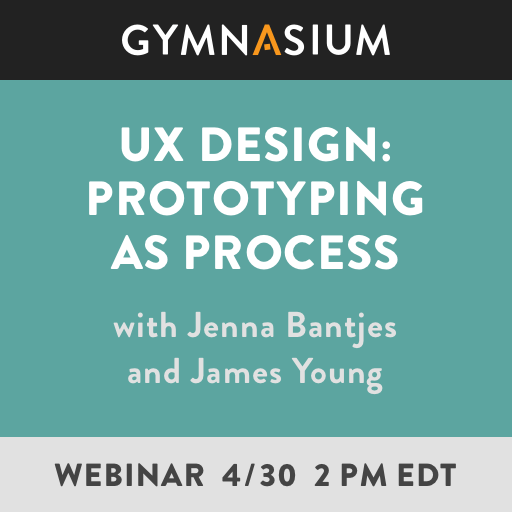 GYMNASIUM
UX DESIGN:
PROTOTYPING
AS PROCESS
with Jenna Bantjes
and James Young
WEBINAR 4/30 2 PM EDT